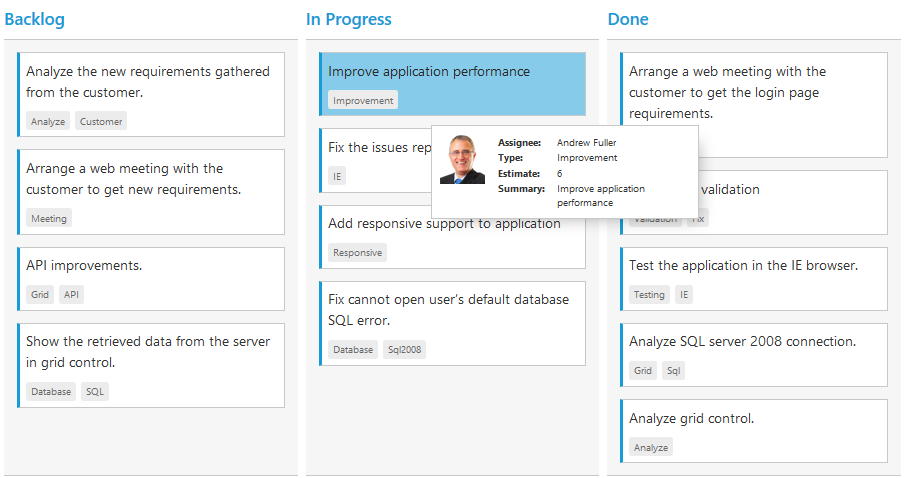 Backlog
Analyze the new requirements gathered
from the customer.
Analyze Customer
Arrange a web meeting with the
customer to get new requirements.
Meeting
API improvements.
Grid API
Show the retrieved data from the server
in grid control.
Database SQL
In Progress
Improve application performance
Improvement
Fix the issues rep
IE
Add responsive support to application
Responsive
Fix cannot open user's default database
SQL error.
Database Sql2008
Assignee: Andrew Fuller
Type: Improvement
Estimate: 6
Summary: Improve application
performance
Done
Arrange a web meeting with the
customer to get the login page
requirements.
validation
Validation Fix
Test the application in the IE browser.
Testing IE
Analyze SQL server 2008 connection.
Grid Sql
Analyze grid control.
Analyze